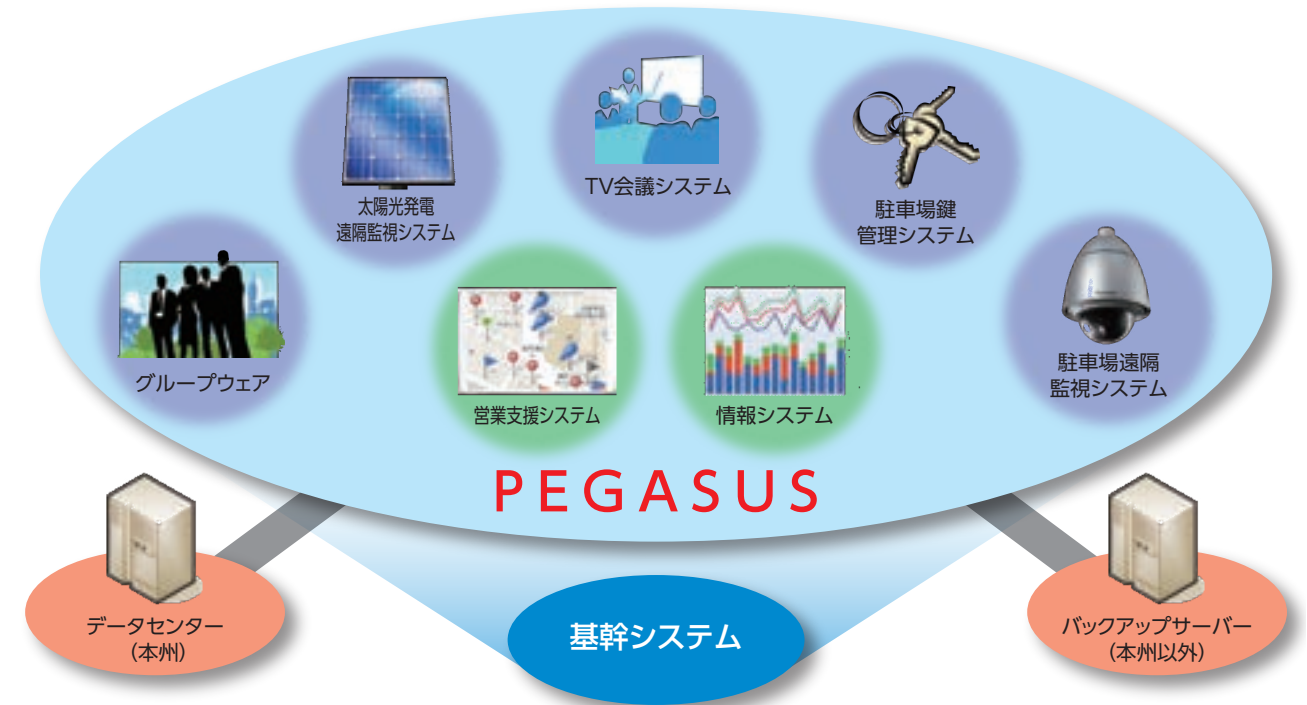 TV会議システム
太陽光発電
遠隔監視システム
駐車場鍵
管理システム
グループウェア
営業支援システム
情報システム
駐車場遠隔
監視システム
PEGASUS
データセンター
(本州)
基幹システム
バックアップサーバー
(本州以外)